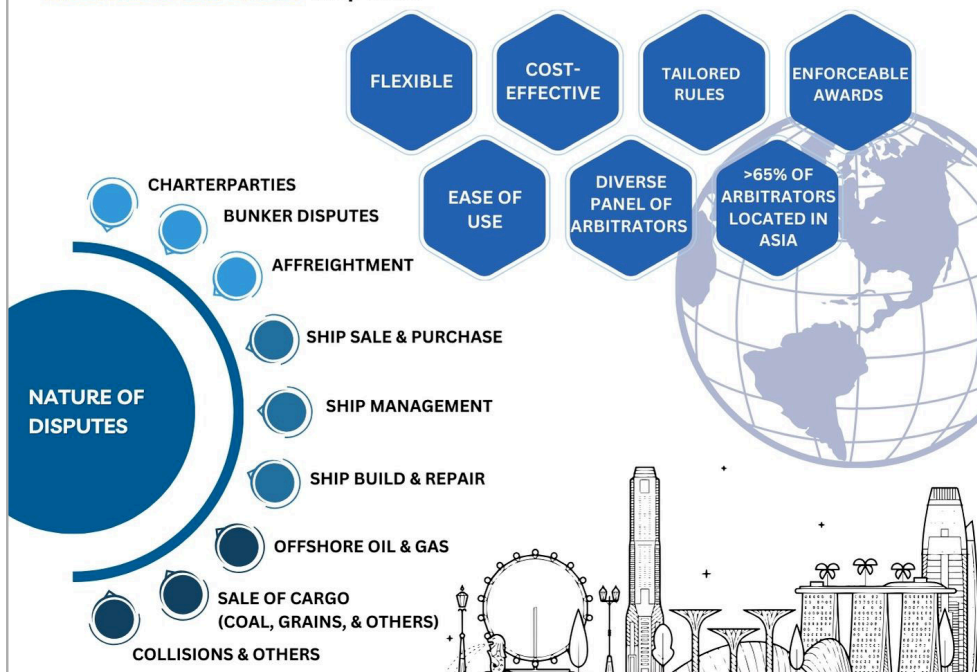 FLEXIBLE
COST-
EFFECTIVE
TAILORED
RULES
ENFORCEABLE
AWARDS
EASE OF
USE
DIVERSE
PANEL OF
ARBITRATORS
>65% OF
ARBITRATORS
LOCATED IN
ASIA
NATURE OF
DISPUTES
CHARTERPARTIES
BUNKER DISPUTES
AFFREIGHTMENT
SHIP SALE & PURCHASE
SHIP MANAGEMENT
SHIP BUILD & REPAIR
OFFSHORE OIL & GAS
SALE OF CARGO
(COAL, GRAINS, & OTHERS)
COLLISIONS & OTHERS